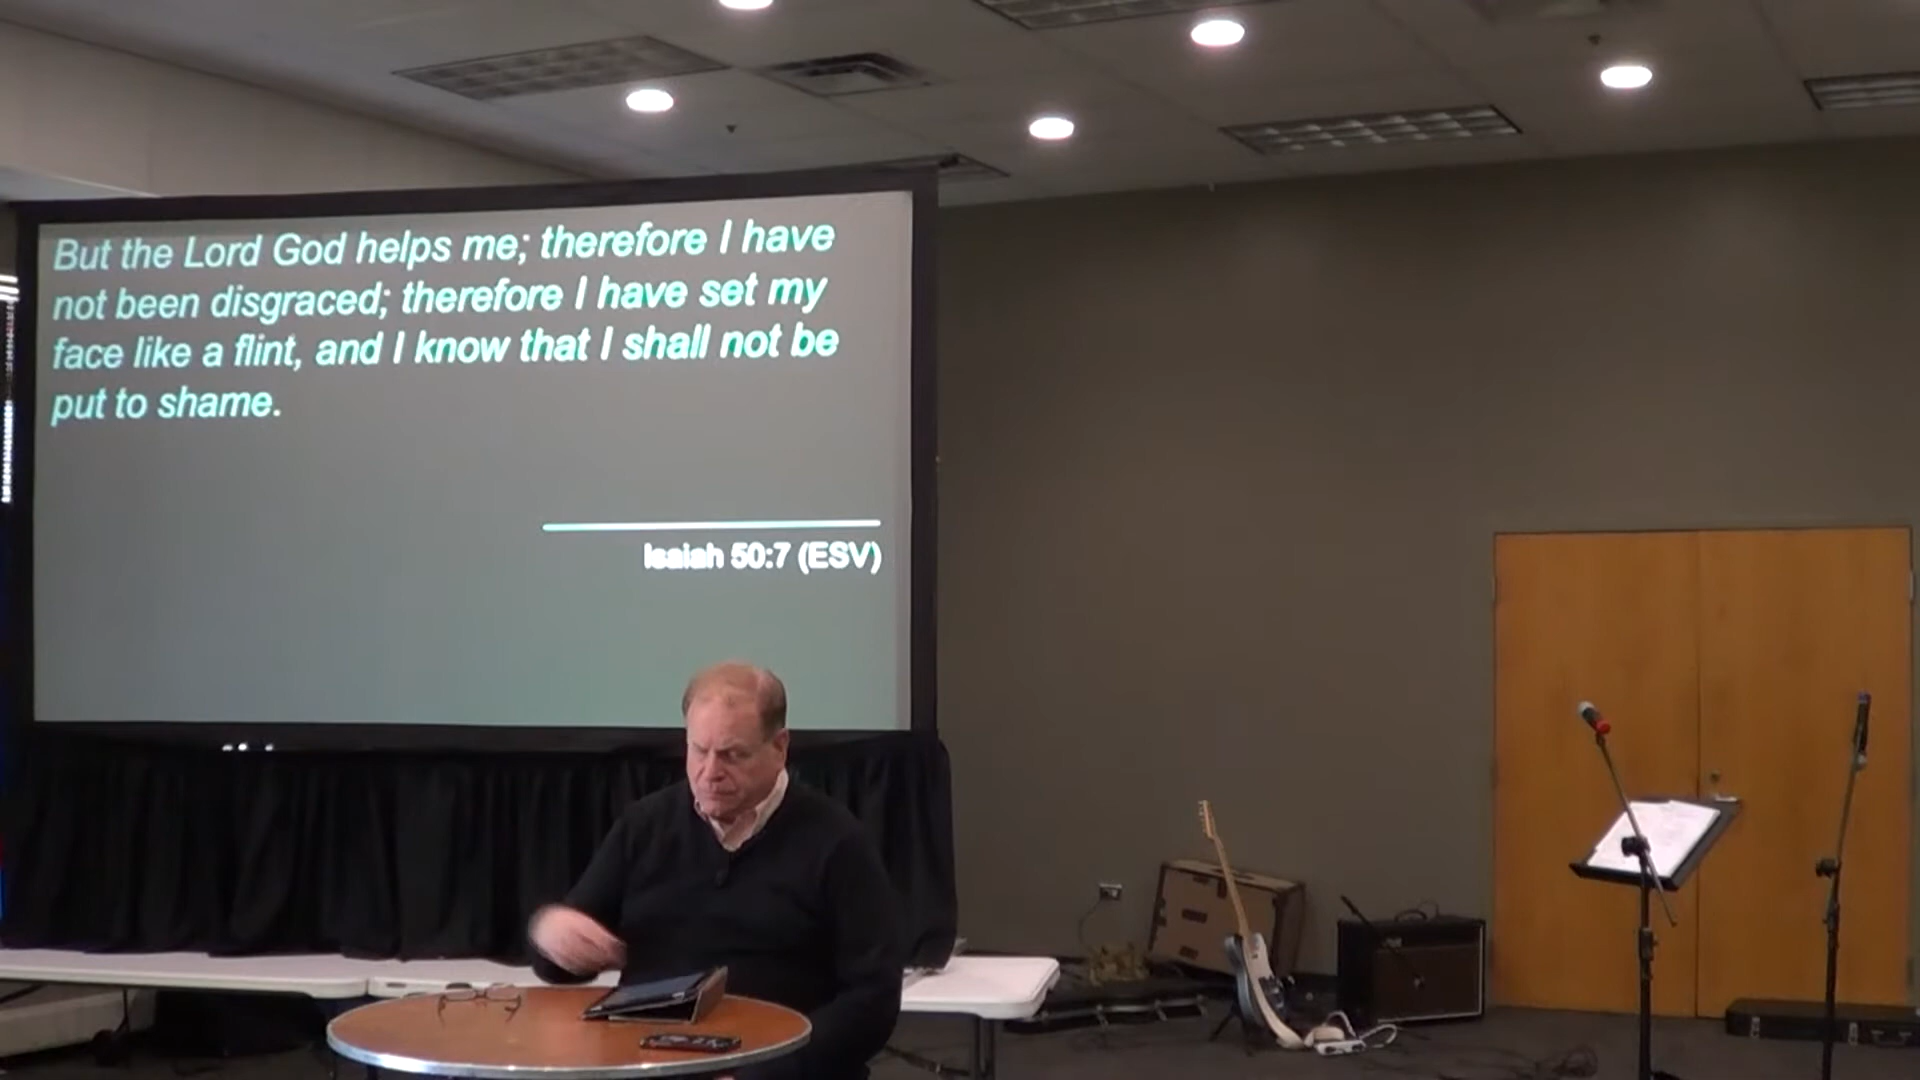 But the Lord God helps me; therefore I have
not been disgraced; therefore I have set my
face like a flint, and I know that I shall not be
put to shame.
Isaiah 50:7 (ESV)